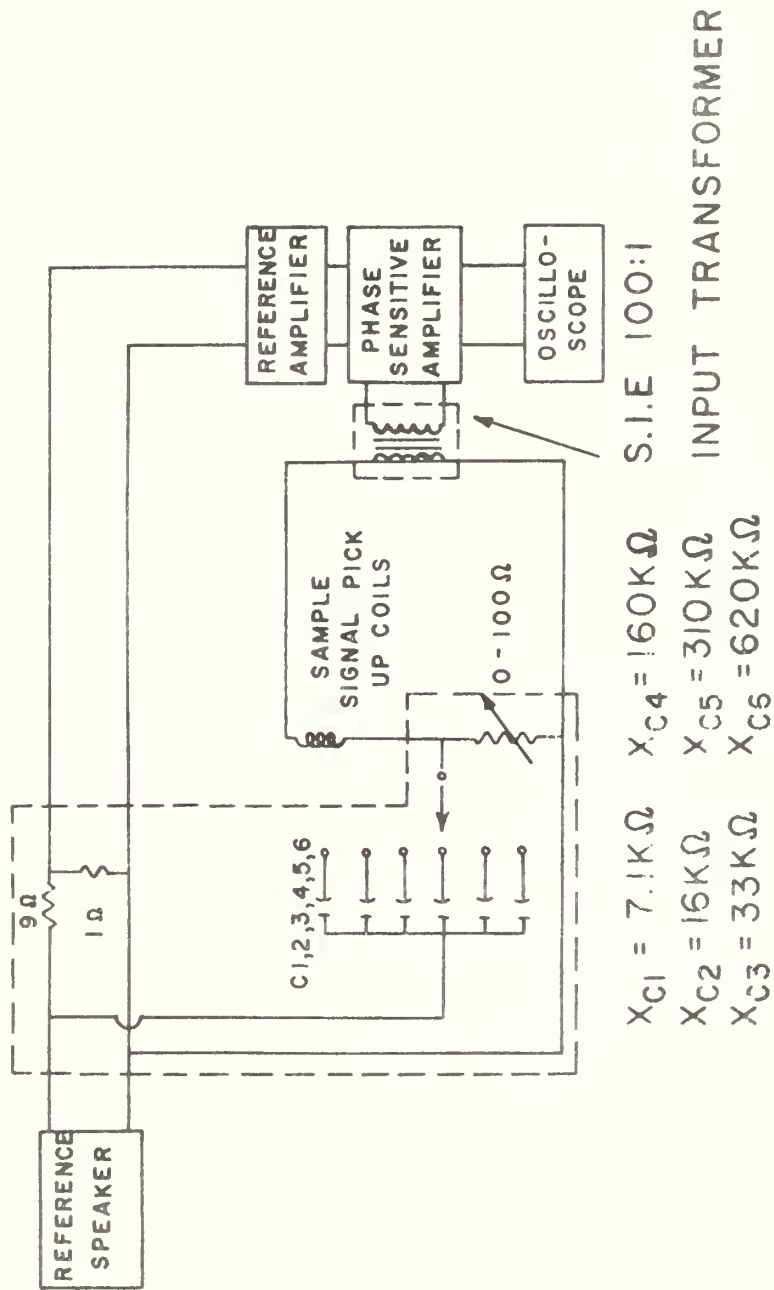 REFERENCE
SPEAKER
9Ω
1Ω
C1,2,3,4,5,6
SAMPLE
SIGNAL PICK
UP COILS
0-100Ω
REFERENCE
AMPLIFIER
PHASE
SENSITIVE
AMPLIFIER
OSCILLO-
SCOPE
S.I.E 100:1
INPUT TRANSFORMER
XC1 = 7.1KΩ XC4 = 160KΩ
XC2 = 16KΩ XC5 = 310KΩ
XC3 = 33KΩ XC6 = 620KΩ